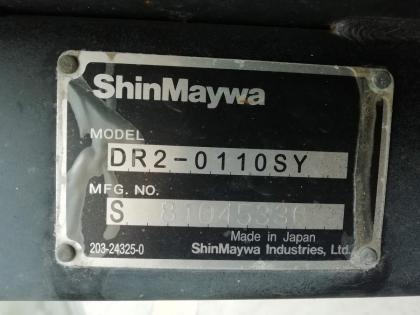 ShinMaywa
MODEL
DR2-0110SY
MFG. NO.
S
Made in Japan
203-24325-0 ShinMaywa Industries, Ltd.